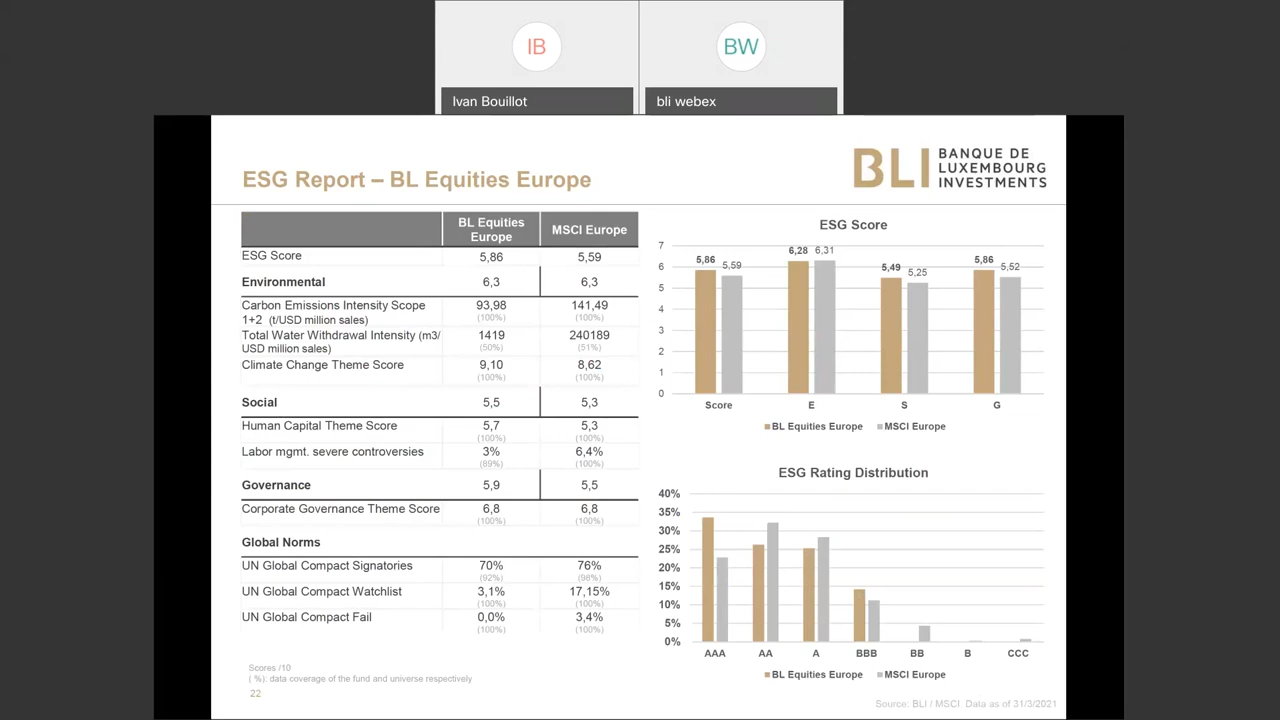 IB
BW
Ivan Bouillot
bli webex
ESG Report – BL Equities Europe
BLI BANQUE DE
LUXEMBOURG
INVESTMENTS
BL Equities Europe MSCI Europe
ESG Score 5,86 5,59
Environmental 6,3 6,3
Carbon Emissions Intensity Scope 93,98 141,49
1+2 (t/USD million sales) (100%) (100%)
Total Water Withdrawal Intensity (m3/ 1419 240189
USD million sales) (50%) (51%)
Climate Change Theme Score 9,10 8,62
(100%) (100%)
Social 5,5 5,3
Human Capital Theme Score 5,7 5,3
(100%) (100%)
Labor mgmt. severe controversies 3% 6,4%
(89%) (100%)
Governance 5,9 5,5
Corporate Governance Theme Score 6,8 6,8
(100%) (100%)
Global Norms
UN Global Compact Signatories 70% 76%
(92%) (98%)
UN Global Compact Watchlist 3,1% 17,15%
(100%) (100%)
UN Global Compact Fail 0,0% 3,4%
(100%) (100%)
Scores /10
( %): data coverage of the fund and universe respectively
22
ESG Score
7
6
5
4
3
2
1
0
5,86 5,59 6,28 6,31 5,49 5,25 5,86 5,52
Score E S G
BL Equities Europe MSCI Europe
ESG Rating Distribution
40%
35%
30%
25%
20%
15%
10%
5%
0%
AAA AA A BBB BB B CCC
BL Equities Europe MSCI Europe
Source: BLI / MSCI. Data as of 31/3/2021